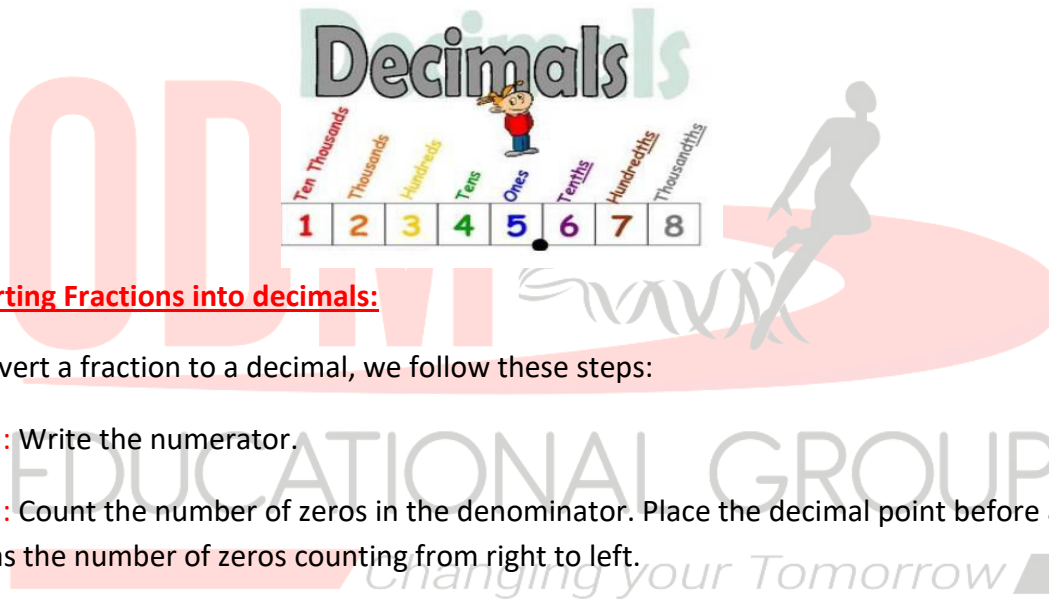 Decimals
Ten Thousands Thousands Hundreds Tens Ones Tenths Hundredths Thousandths
1 2 3 4 5 . 6 7 8
rting Fractions into decimals:
vert a fraction to a decimal, we follow these steps:
: Write the numerator.
: Count the number of zeros in the denominator. Place the decimal point before a
as the number of zeros counting from right to left.
ODM
EDUCATIONAL GROUP
Changing your Tomorrow